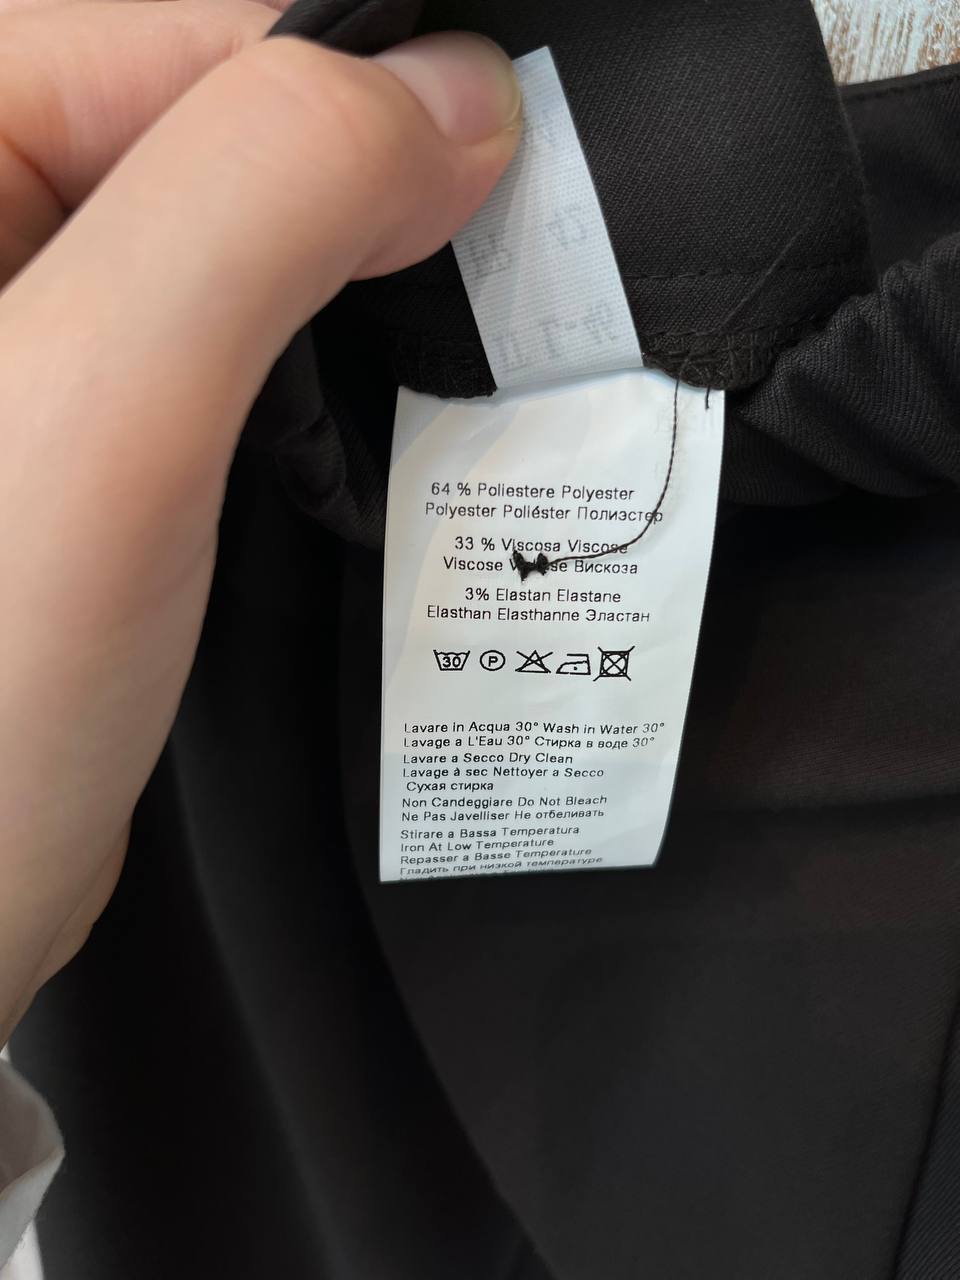 64 % Poliestere Polyester
Polyester Poliéster Полиэстер
33 % Viscosa Viscose
Viscose Вискоза
3% Elastan Elastane
Elasthan Elasthanne Эластан
30 P
Lavare in Acqua 30° Wash in Water 30°
Lavage a L'Eau 30° Стирка в воде 30°
Lavare a Secco Dry Clean
Lavage à sec Nettoyer a Secco
Сухая стирка
Non Candeggiare Do Not Bleach
Ne Pas Javelliser Не отбеливать
Stirare a Bassa Temperatura
Iron At Low Temperature
Repasser a Basse Temperature
Гладить при низкой температуре